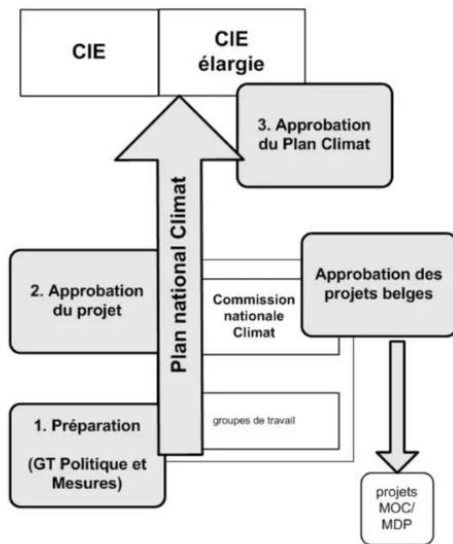 CIE
CIE
élargie
3. Approbation
du Plan Climat
Plan national Climat
2. Approbation
du projet
Commission
nationale
Climat
Approbation des
projets belges
1. Préparation
(GT Politique et
Mesures)
groupes de travail
projets
MOC/
MDP